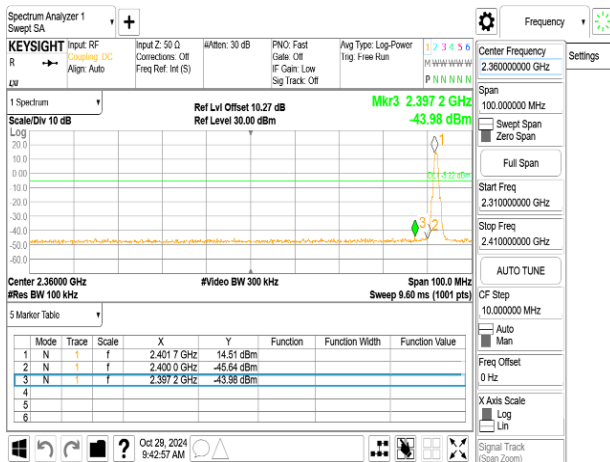 Spectrum Analyzer 1
Swept SA
+
Frequency
KEYSIGHT
R
LXI
Input: RF
Coupling: DC
Align: Auto
Input Z: 50 Ω
Corrections: Off
Freq Ref: Int (S)
#Atten: 30 dB
PNO: Fast
Gate: Off
IF Gain: Low
Sig Track: Off
Avg Type: Log-Power
Trig: Free Run
1 2 3 4 5 6
M W W W W W
P N N N N N
1 Spectrum
Scale/Div 10 dB
Ref Lvl Offset 10.27 dB
Ref Level 30.00 dBm
Mkr3 2.397 2 GHz
-43.98 dBm
Log
20.0
10.0
0.00
-10.0
-20.0
-30.0
-40.0
-50.0
-60.0
1
DL1 -5.22 dBm
3
2
Center 2.36000 GHz
#Res BW 100 kHz
#Video BW 300 kHz
Span 100.0 MHz
Sweep 9.60 ms (1001 pts)
5 Marker Table
Mode Trace Scale X Y Function Function Width Function Value
1 N 1 f 2.401 7 GHz 14.51 dBm
2 N 1 f 2.400 0 GHz -45.64 dBm
3 N 1 f 2.397 2 GHz -43.98 dBm
4
5
6
?
Oct 29, 2024
9:42:57 AM
Center Frequency
2.360000000 GHz
Settings
Span
100.000000 MHz
Swept Span
Zero Span
Full Span
Start Freq
2.310000000 GHz
Stop Freq
2.410000000 GHz
AUTO TUNE
CF Step
10.000000 MHz
Auto
Man
Freq Offset
0 Hz
X Axis Scale
Log
Lin
Signal Track
(Span Zoom)